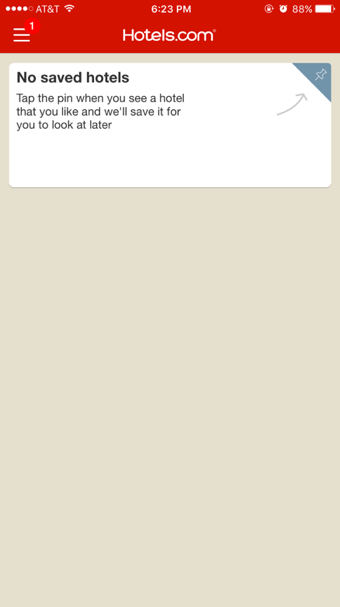 AT&T 6:23 PM 88%
1
Hotels.com
No saved hotels
Tap the pin when you see a hotel
that you like and we'll save it for
you to look at later